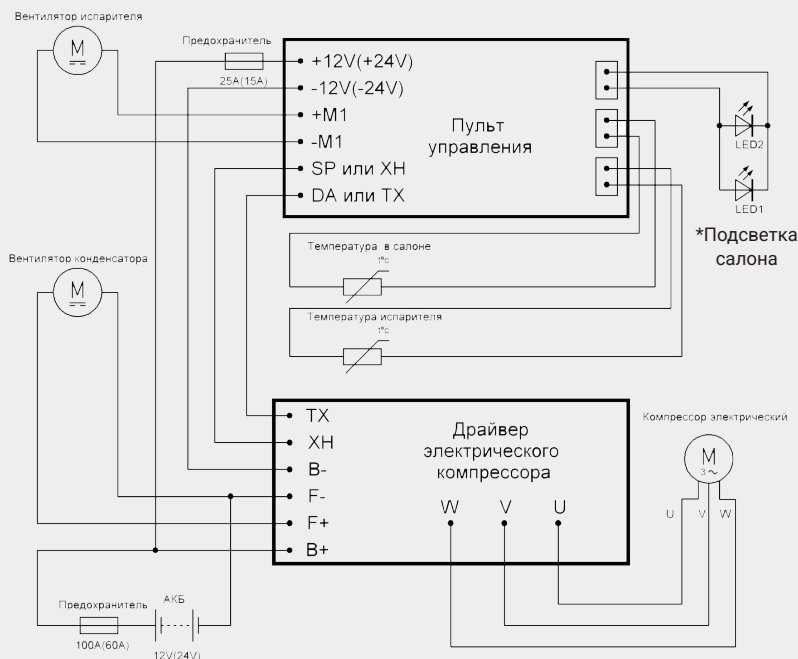 Вентилятор испарителя
M
Предохранитель
25A(15A)
+12V(+24V)
-12V(-24V)
+M1
-M1
SP или XH
DA или TX
Пульт
управления
LED2
LED1
*Подсветка
салона
Температура в салоне
t°c
Температура испарителя
t°c
Вентилятор конденсатора
M
TX
XH
B-
F-
F+
B+
Драйвер
электрического
компрессора
W V U
Компрессор электрический
M
3~
U V W
Предохранитель
100A(60A)
АКБ
12V(24V)